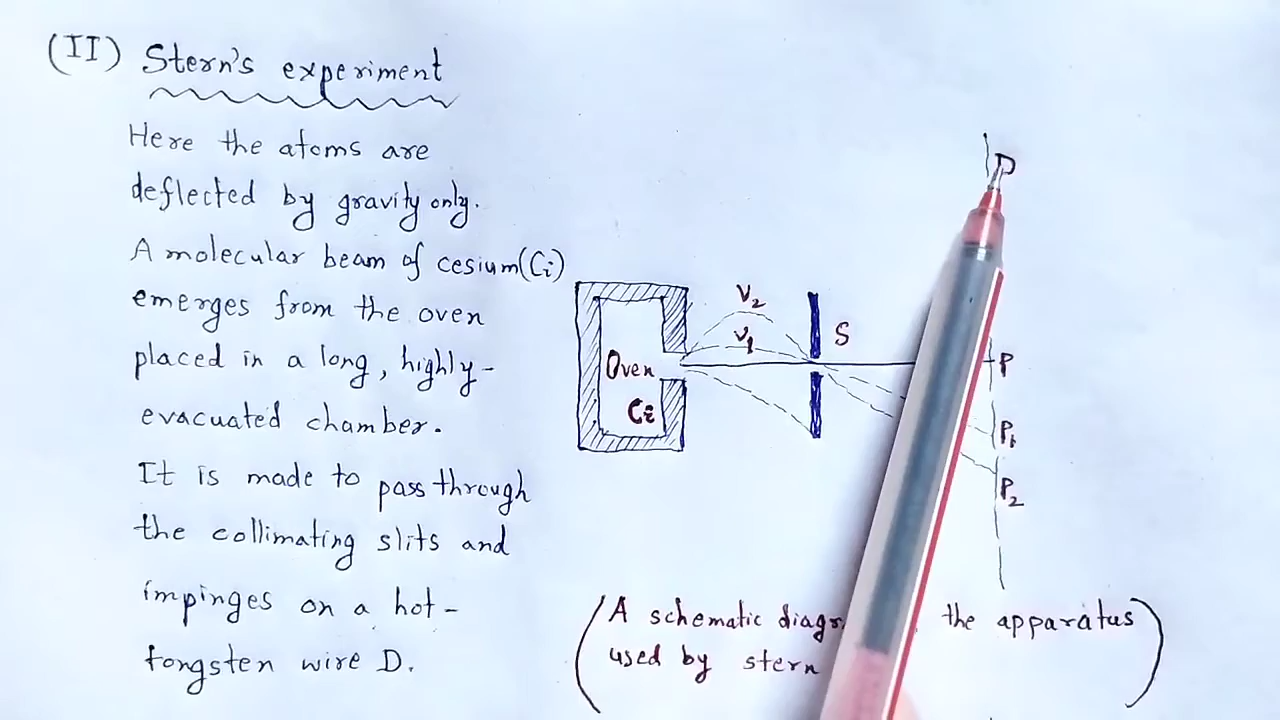 (II) Stern's experiment
Here the atoms are
deflected by gravity only.
A molecular beam of cesium(Ci)
emerges from the oven
placed in a long, highly-
evacuated chamber.
It is made to pass through
the collimating slits and
impinges on a hot-
tongsten wire D.
D
V2
V1
S
Oven
Ci
P
P1
P2
(A schematic diagr the apparatus
used by stern )